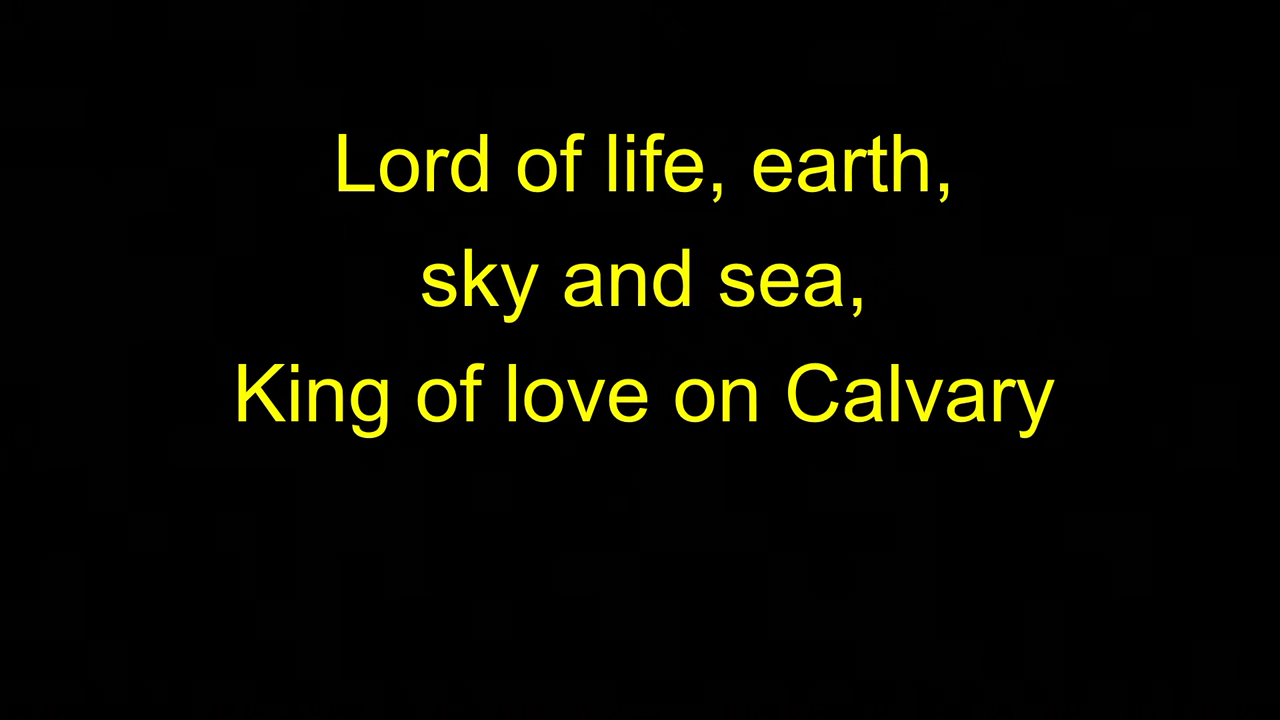 Lord of life, earth,
sky and sea,
King of love on Calvary